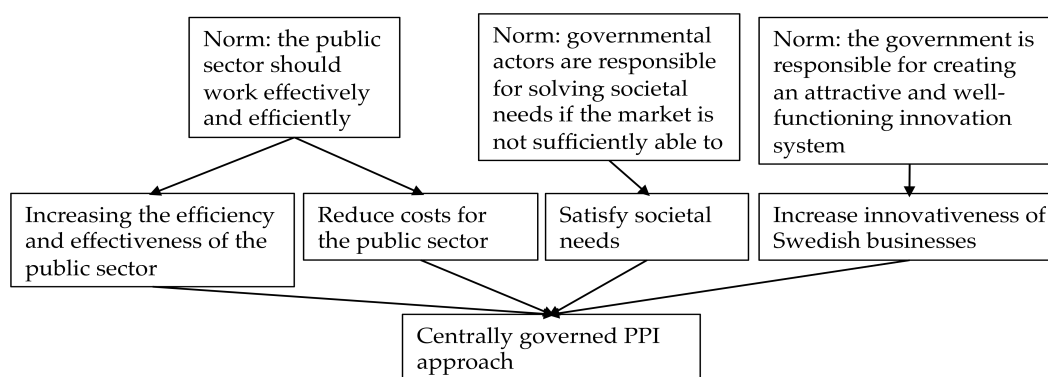 Norm: the public
sector should
work effectively
and efficiently
Norm: governmental
actors are responsible
for solving societal
needs if the market is
not sufficiently able to
Norm: the government is
responsible for creating
an attractive and well-
functioning innovation
system
Increasing the efficiency
and effectiveness of the
public sector
Reduce costs for
the public sector
Satisfy societal
needs
Increase innovativeness of
Swedish businesses
Centrally governed PPI
approach